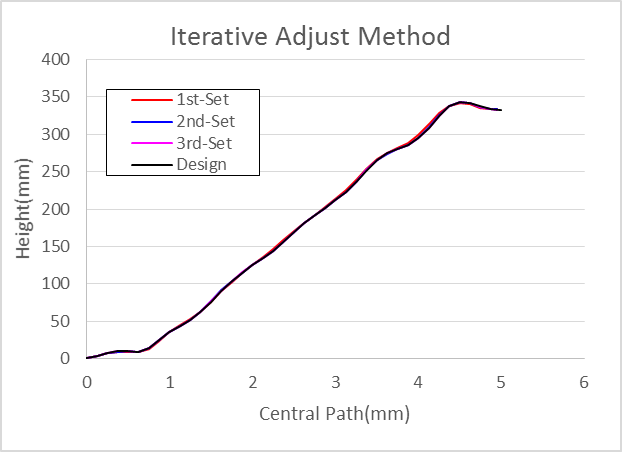 Iterative Adjust Method
400
350
300
250
200
150
100
50
0
1st-Set
2nd-Set
3rd-Set
Design
Height(mm)
0 1 2 3 4 5 6
Central Path(mm)